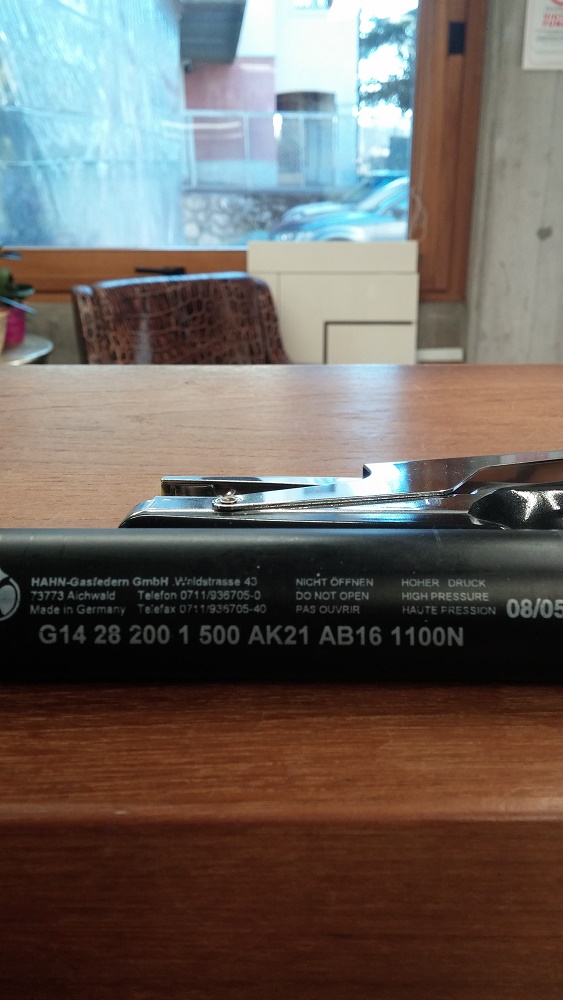 HAHN-Gasfedern GmbH Waldstrasse 43
73773 Aichwald Telefon 0711/936705-0
Made in Germany Telefax 0711/936705-40
NICHT ÖFFNEN
DO NOT OPEN
PAS OUVRIR
HOHER DRUCK
HIGH PRESSURE
HAUTE PRESSION
08/05
G14 28 200 1 500 AK21 AB16 1100N